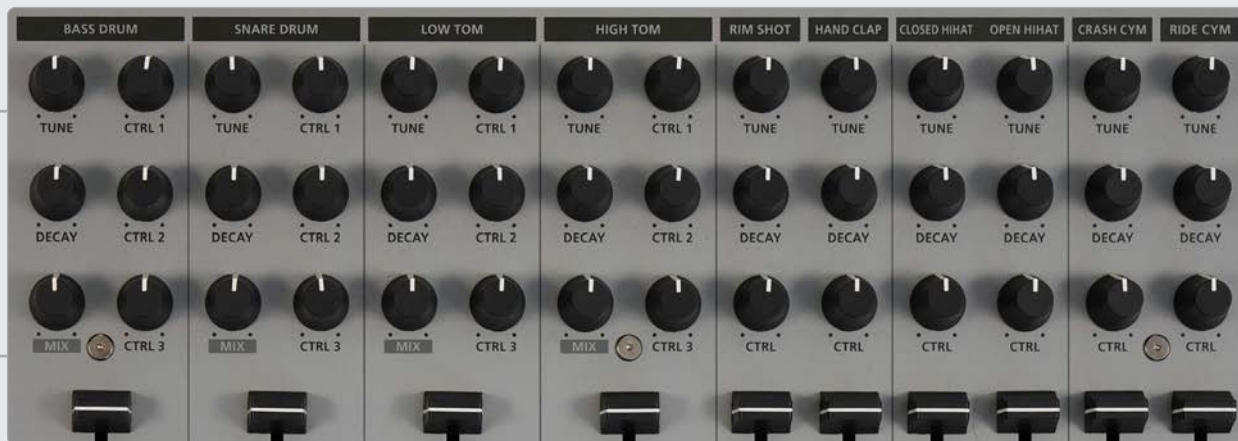 BASS DRUM SNARE DRUM LOW TOM HIGH TOM RIM SHOT HAND CLAP CLOSED HIHAT OPEN HIHAT CRASH CYM RIDE CYM
TUNE CTRL 1 TUNE CTRL 1 TUNE CTRL 1 TUNE CTRL 1 TUNE TUNE TUNE TUNE TUNE TUNE
DECAY CTRL 2 DECAY CTRL 2 DECAY CTRL 2 DECAY CTRL 2 DECAY DECAY DECAY DECAY DECAY DECAY
MIX CTRL 3 MIX CTRL 3 MIX CTRL 3 MIX CTRL 3 CTRL CTRL CTRL CTRL CTRL CTRL